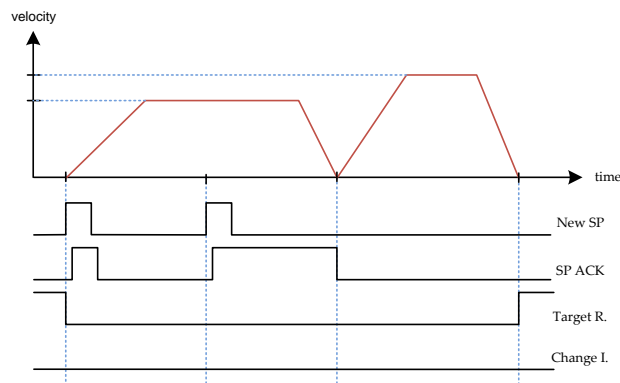 velocity
time
New SP
SP ACK
Target R.
Change I.